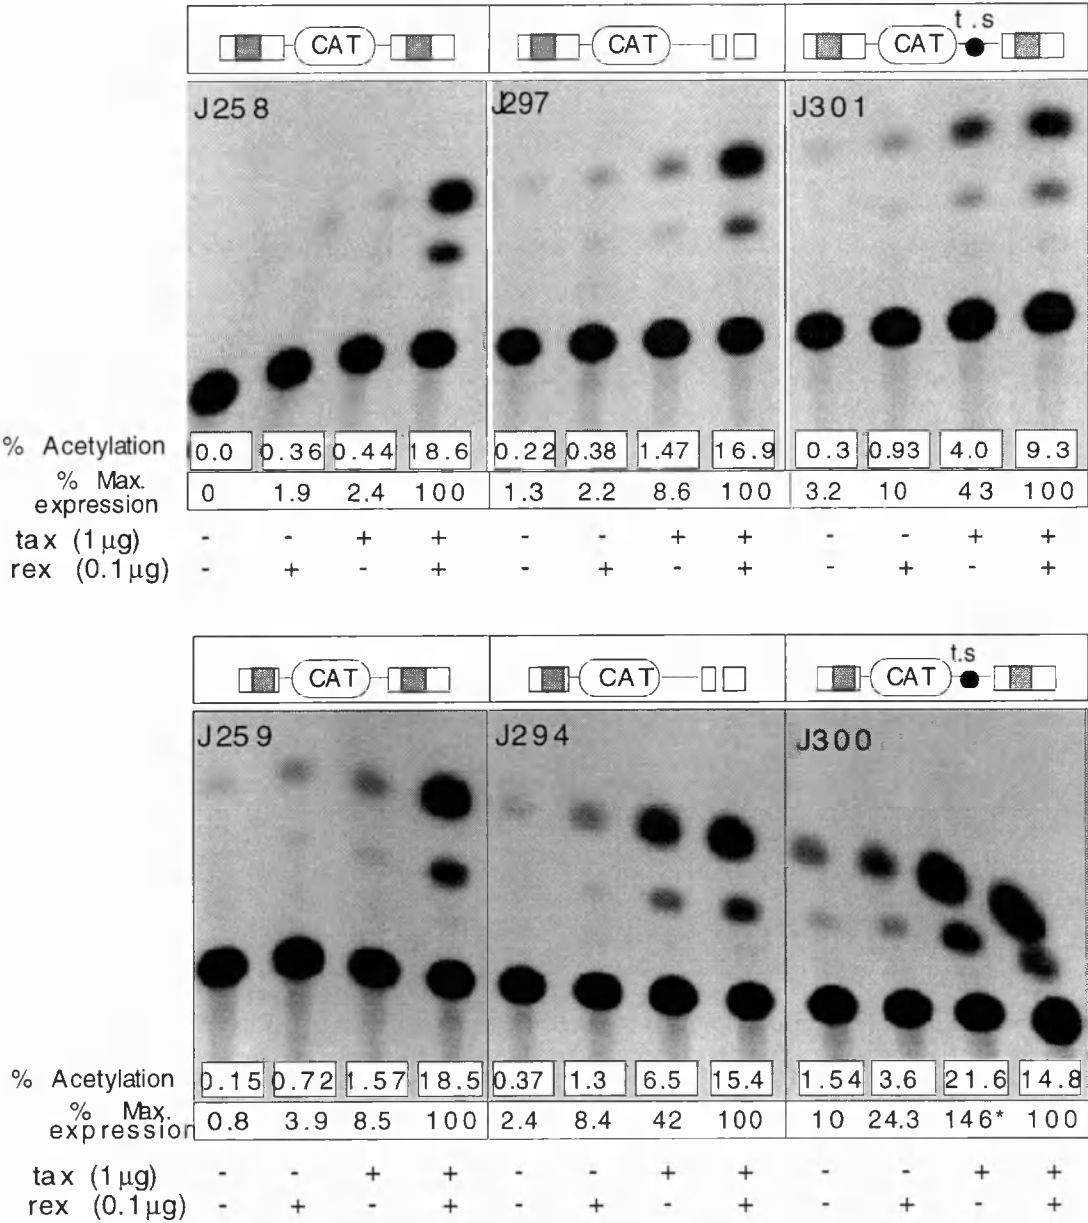 t.s
CAT CAT CAT
J258 J297 J301
% Acetylation 0.0 0.36 0.44 18.6 0.22 0.38 1.47 16.9 0.3 0.93 4.0 9.3
% Max.
expression 0 1.9 2.4 100 1.3 2.2 8.6 100 3.2 10 43 100
tax (1µg) - - + + - - + + - - + +
rex (0.1µg) - + - + - + - + - + - +
t.s
CAT CAT CAT
J259 J294 J300
% Acetylation 0.15 0.72 1.57 18.5 0.37 1.3 6.5 15.4 1.54 3.6 21.6 14.8
% Max.
expression 0.8 3.9 8.5 100 2.4 8.4 42 100 10 24.3 146* 100
tax (1µg) - - + + - - + + - - + +
rex (0.1µg) - + - + - + - + - + - +